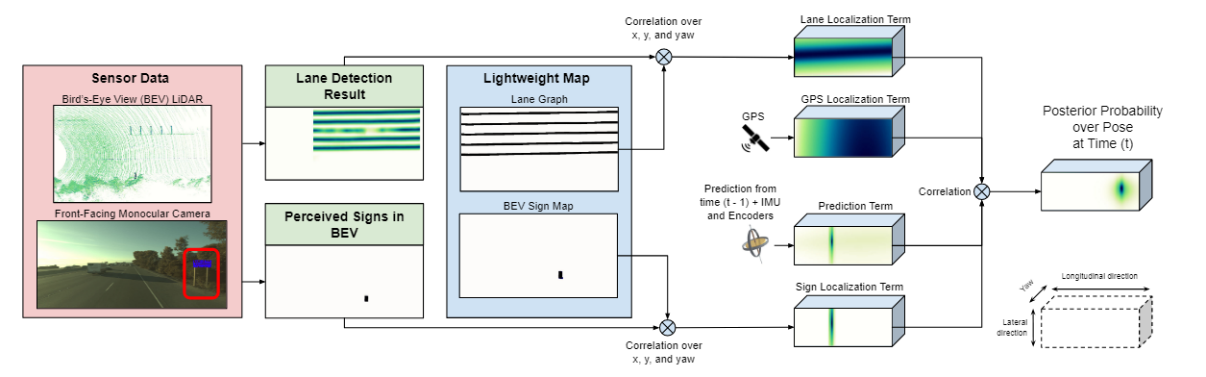 Sensor Data
Bird's-Eye View (BEV) LiDAR
Front-Facing Monocular Camera
Lane Detection
Result
Perceived Signs in
BEV
Lightweight Map
Lane Graph
BEV Sign Map
Correlation over
x, y, and yaw
Correlation over
x, y, and yaw
Lane Localization Term
GPS
GPS Localization Term
Prediction from
time (t - 1) + IMU
and Encoders
Prediction Term
Sign Localization Term
Correlation
Posterior Probability
over Pose
at Time (t)
Yaw
Longitudinal direction
Lateral
direction